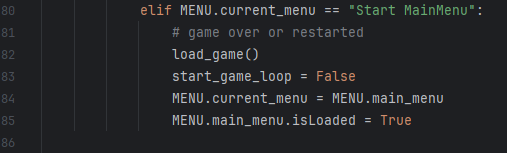 80 elif MENU.current_menu == "Start MainMenu":
81 # game over or restarted
82 load_game()
83 start_game_loop = False
84 MENU.current_menu = MENU.main_menu
85 MENU.main_menu.isLoaded = True
86